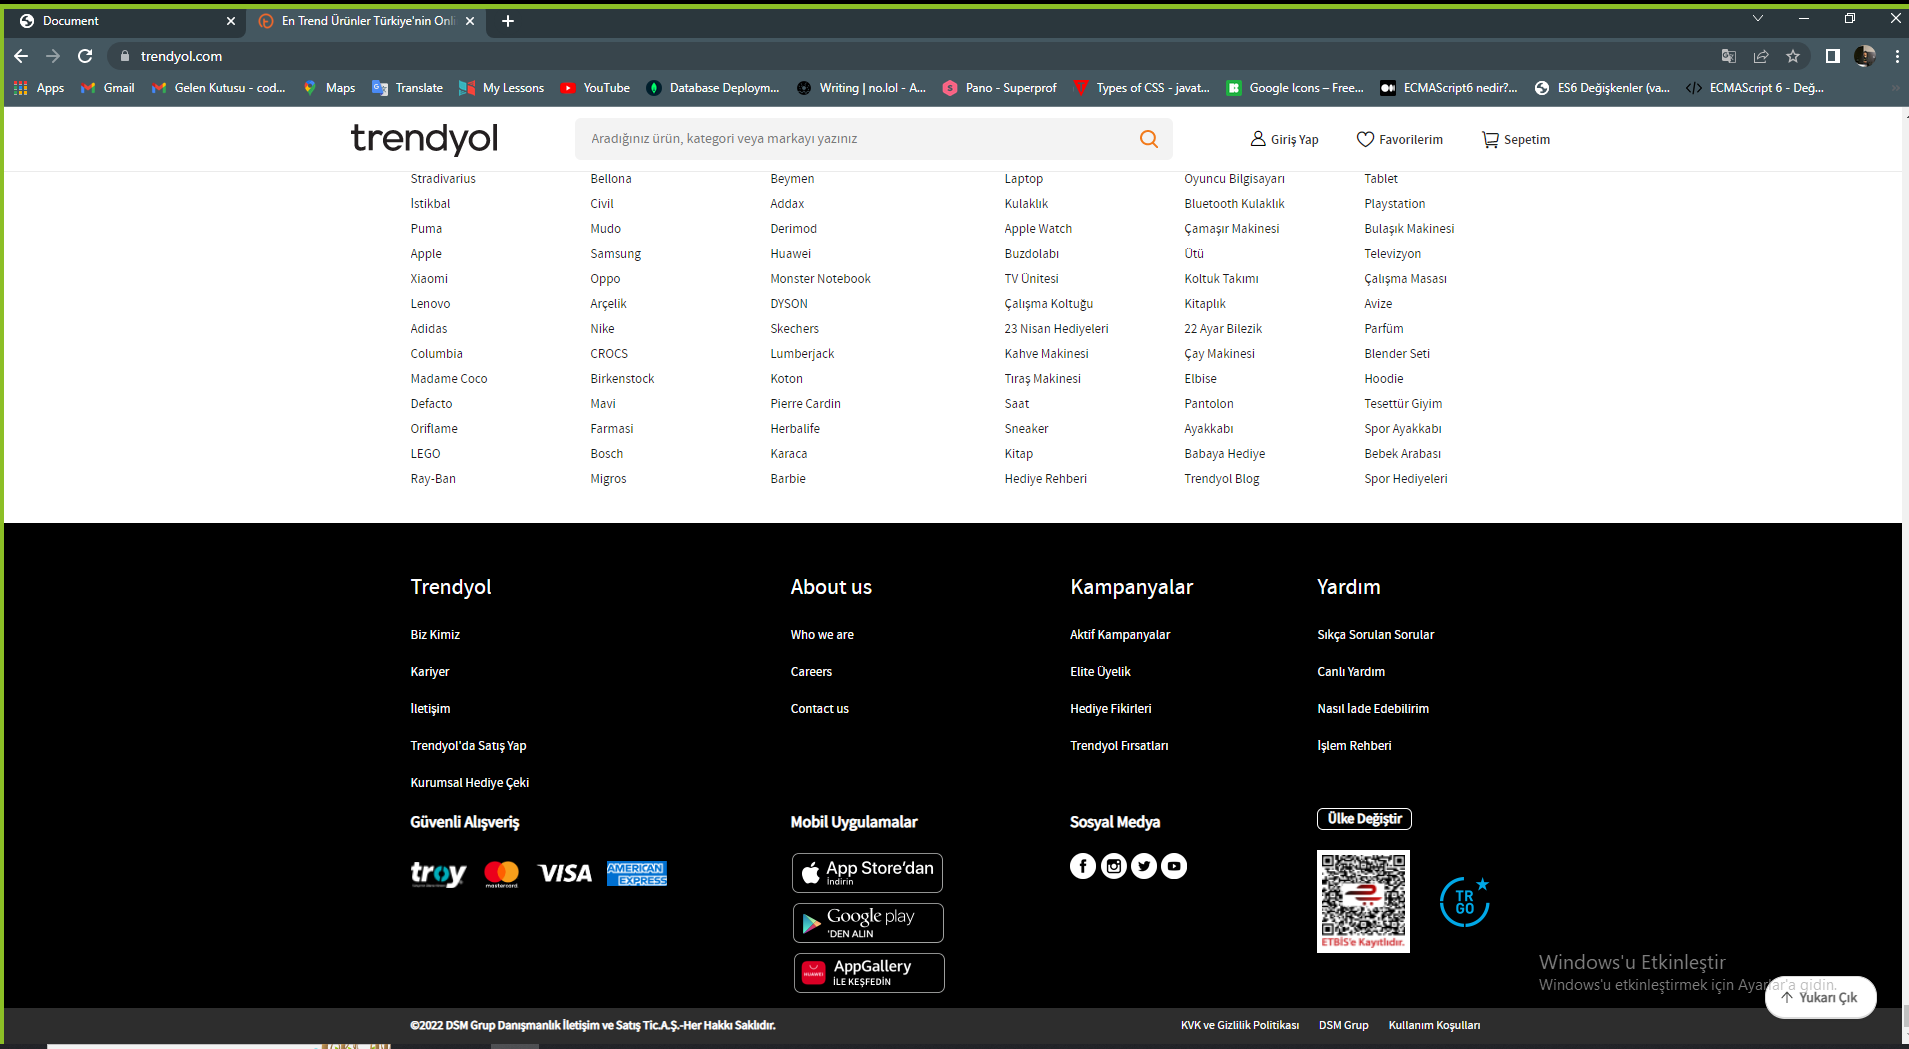 Document
En Trend Ürünler Türkiye'nin Onli
trendyol.com
Apps
Gmail
Gelen Kutusu - cod...
Maps
Translate
My Lessons
YouTube
Database Deploym...
Writing | no.lol - A...
Pano - Superprof
Types of CSS - javat...
Google Icons – Free...
ECMAScript6 nedir?...
ES6 Değişkenler (va...
ECMAScript 6 - Değ...
trendyol
Aradığınız ürün, kategori veya markayı yazınız
Giriş Yap
Favorilerim
Sepetim
Stradivarius Bellona Beymen Laptop Oyuncu Bilgisayarı Tablet
İstikbal Civil Addax Kulaklık Bluetooth Kulaklık Playstation
Puma Mudo Derimod Apple Watch Çamaşır Makinesi Bulaşık Makinesi
Apple Samsung Huawei Buzdolabı Ütü Televizyon
Xiaomi Oppo Monster Notebook TV Ünitesi Koltuk Takımı Çalışma Masası
Lenovo Arçelik DYSON Çalışma Koltuğu Kitaplık Avize
Adidas Nike Skechers 23 Nisan Hediyeleri 22 Ayar Bilezik Parfüm
Columbia CROCS Lumberjack Kahve Makinesi Çay Makinesi Blender Seti
Madame Coco Birkenstock Koton Tıraş Makinesi Elbise Hoodie
Defacto Mavi Pierre Cardin Saat Pantolon Tesettür Giyim
Oriflame Farmasi Herbalife Sneaker Ayakkabı Spor Ayakkabı
LEGO Bosch Karaca Kitap Babaya Hediye Bebek Arabası
Ray-Ban Migros Barbie Hediye Rehberi Trendyol Blog Spor Hediyeleri
Trendyol
Biz Kimiz
Kariyer
İletişim
Trendyol'da Satış Yap
Kurumsal Hediye Çeki
About us
Who we are
Careers
Contact us
Kampanyalar
Aktif Kampanyalar
Elite Üyelik
Hediye Fikirleri
Trendyol Fırsatları
Yardım
Sıkça Sorulan Sorular
Canlı Yardım
Nasıl İade Edebilirim
İşlem Rehberi
Güvenli Alışveriş
troy
mastercard
VISA
AMERICAN
EXPRESS
Mobil Uygulamalar
App Store'dan
İndirin
Google play
'DEN ALIN
HUAWEI
AppGallery
İLE KEŞFEDİN
Sosyal Medya
Ülke Değiştir
ETBİS'e Kayıtlıdır.
TR
GO
Windows'u Etkinleştir
Windows'u etkinleştirmek için Ayarlar'a gidin.
Yukarı Çık
©2022 DSM Grup Danışmanlık İletişim ve Satış Tic.A.Ş.-Her Hakkı Saklıdır.
KVK ve Gizlilik Politikası
DSM Grup
Kullanım Koşulları